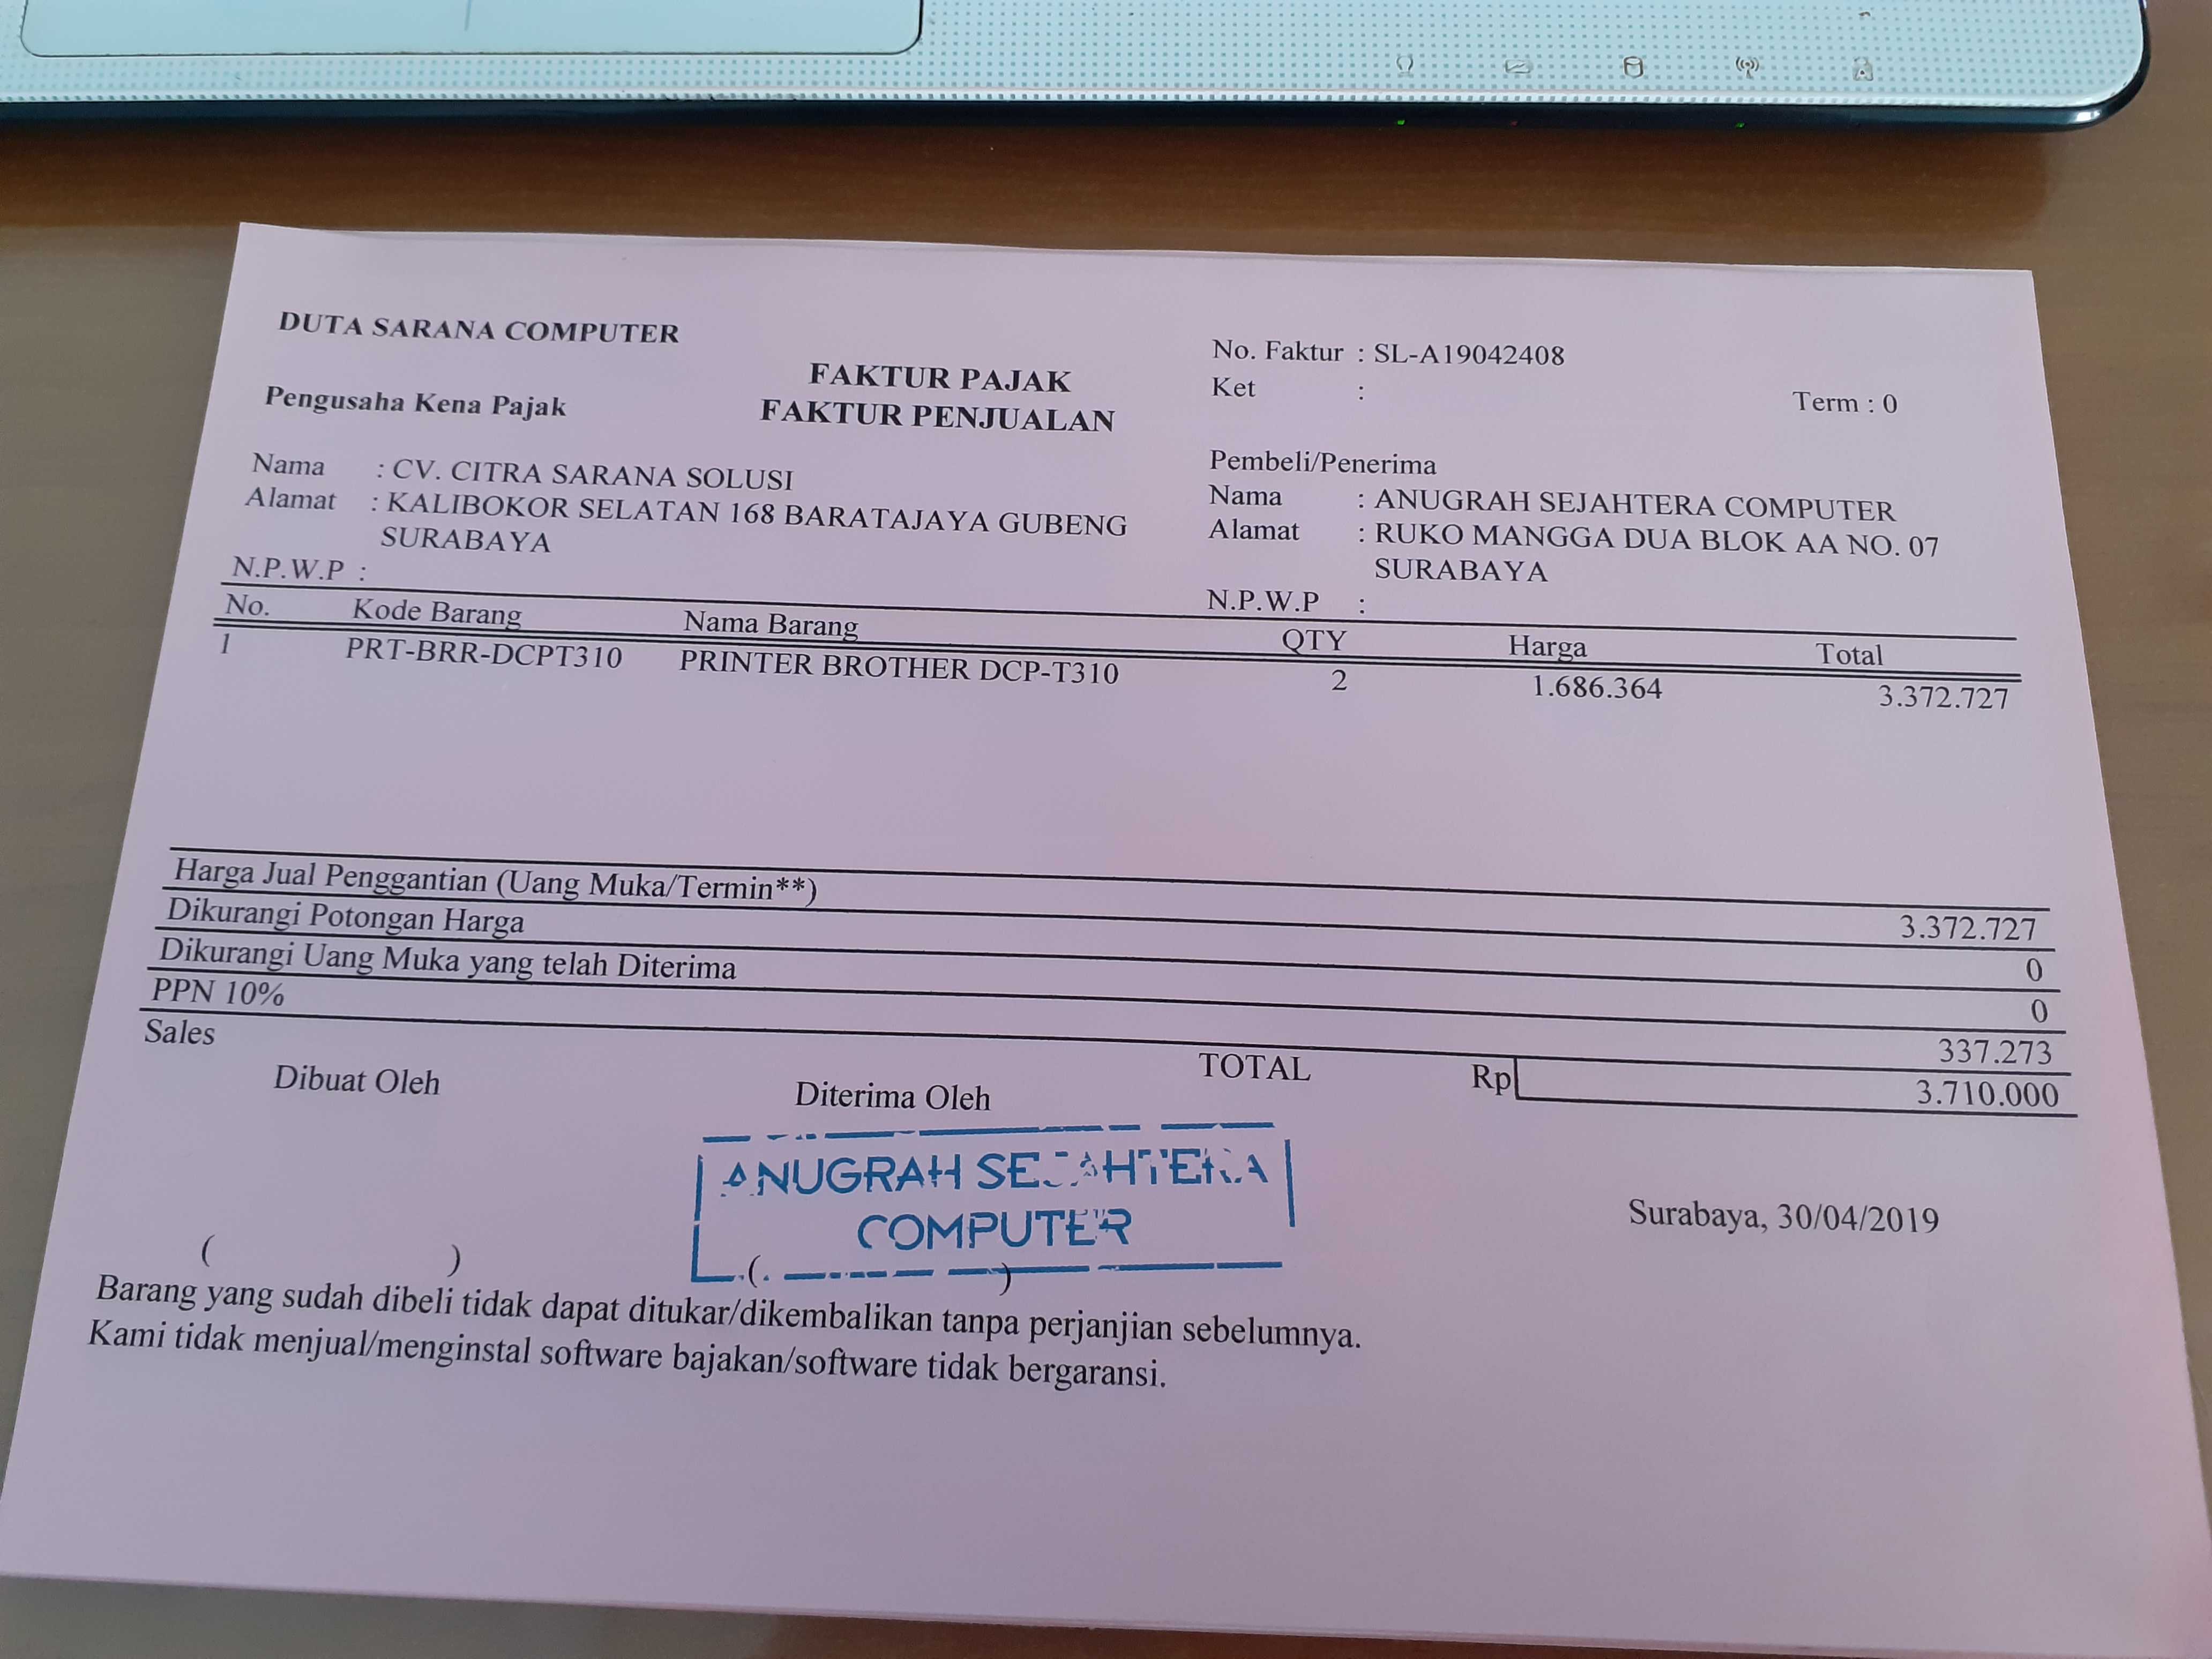 DUTA SARANA COMPUTER
FAKTUR PAJAK
FAKTUR PENJUALAN
Pengusaha Kena Pajak
No. Faktur : SL-A19042408
Ket :
Term : 0
Nama : CV. CITRA SARANA SOLUSI
Alamat : KALIBOKOR SELATAN 168 BARATAJAYA GUBENG
SURABAYA
N.P.W.P :
Pembeli/Penerima
Nama : ANUGRAH SEJAHTERA COMPUTER
Alamat : RUKO MANGGA DUA BLOK AA NO. 07
SURABAYA
N.P.W.P :
No. Kode Barang Nama Barang QTY Harga Total
1 PRT-BRR-DCPT310 PRINTER BROTHER DCP-T310 2 1.686.364 3.372.727
Harga Jual Penggantian (Uang Muka/Termin**) 3.372.727
Dikurangi Potongan Harga 0
Dikurangi Uang Muka yang telah Diterima 0
PPN 10% 337.273
Sales
TOTAL Rp 3.710.000
Dibuat Oleh Diterima Oleh
ANUGRAH SEJAHTERA
COMPUTER
Surabaya, 30/04/2019
( ) ( )
Barang yang sudah dibeli tidak dapat ditukar/dikembalikan tanpa perjanjian sebelumnya.
Kami tidak menjual/menginstal software bajakan/software tidak bergaransi.